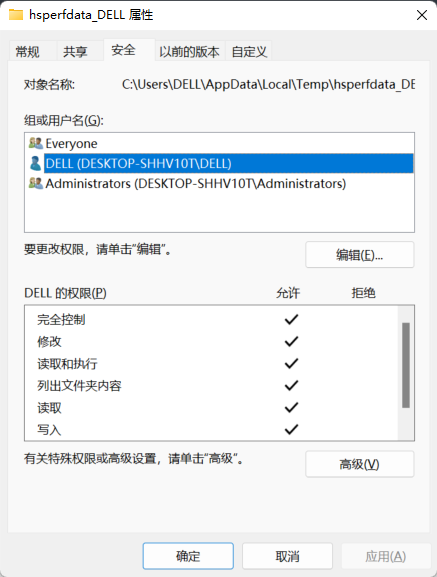 hsperfdata_DELL 属性
常规 共享 安全 以前的版本 自定义
对象名称: C:\Users\DELL\AppData\Local\Temp\hsperfdata_DE
组或用户名(G):
Everyone
DELL (DESKTOP-SHHV10T\DELL)
Administrators (DESKTOP-SHHV10T\Administrators)
要更改权限，请单击"编辑"。 编辑(E)...
DELL 的权限(P) 允许 拒绝
完全控制
修改
读取和执行
列出文件夹内容
读取
写入
有关特殊权限或高级设置，请单击"高级"。 高级(V)
确定 取消 应用(A)